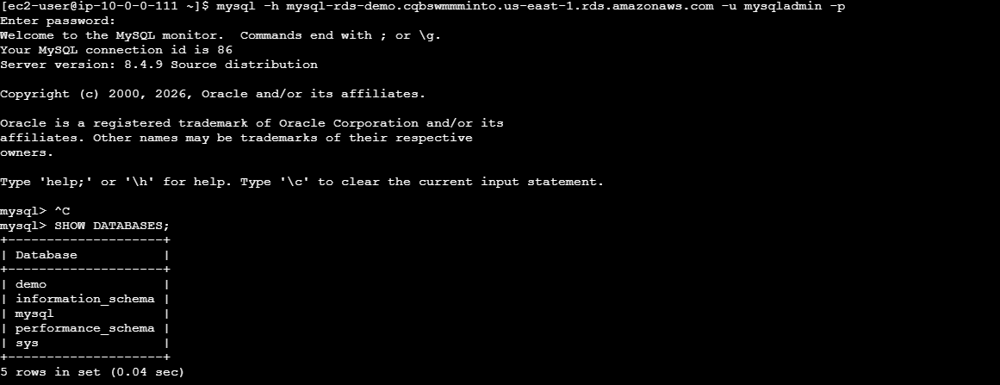 [ec2-user@ip-10-0-0-111 ~]$ mysql -h mysql-rds-demo.cqbswmmminto.us-east-1.rds.amazonaws.com -u mysqladmin -p
Enter password:
Welcome to the MySQL monitor.  Commands end with ; or \g.
Your MySQL connection id is 86
Server version: 8.4.9 Source distribution

Copyright (c) 2000, 2026, Oracle and/or its affiliates.

Oracle is a registered trademark of Oracle Corporation and/or its
affiliates. Other names may be trademarks of their respective
owners.

Type 'help;' or '\h' for help. Type '\c' to clear the current input statement.

mysql> ^C
mysql> SHOW DATABASES;
+--------------------+
| Database           |
+--------------------+
| demo               |
| information_schema |
| mysql              |
| performance_schema |
| sys                |
+--------------------+
5 rows in set (0.04 sec)